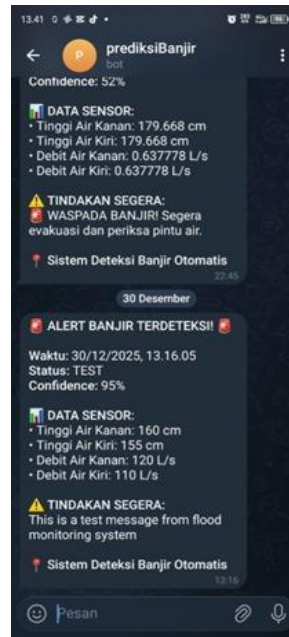 13.41
prediksiBanjir
bot
Confidence: 52%
📊 DATA SENSOR:
• Tinggi Air Kanan: 179.668 cm
• Tinggi Air Kiri: 179.668 cm
• Debit Air Kanan: 0.637778 L/s
• Debit Air Kiri: 0.637778 L/s
⚠️ TINDAKAN SEGERA:
🚨 WASPADA BANJIR! Segera
evakuasi dan periksa pintu air.
📍 Sistem Deteksi Banjir Otomatis
22:45
30 Desember
🚨 ALERT BANJIR TERDETEKSI! 🚨
Waktu: 30/12/2025, 13.16.05
Status: TEST
Confidence: 95%
📊 DATA SENSOR:
• Tinggi Air Kanan: 160 cm
• Tinggi Air Kiri: 155 cm
• Debit Air Kanan: 120 L/s
• Debit Air Kiri: 110 L/s
⚠️ TINDAKAN SEGERA:
This is a test message from flood
monitoring system
📍 Sistem Deteksi Banjir Otomatis
13:16
Pesan